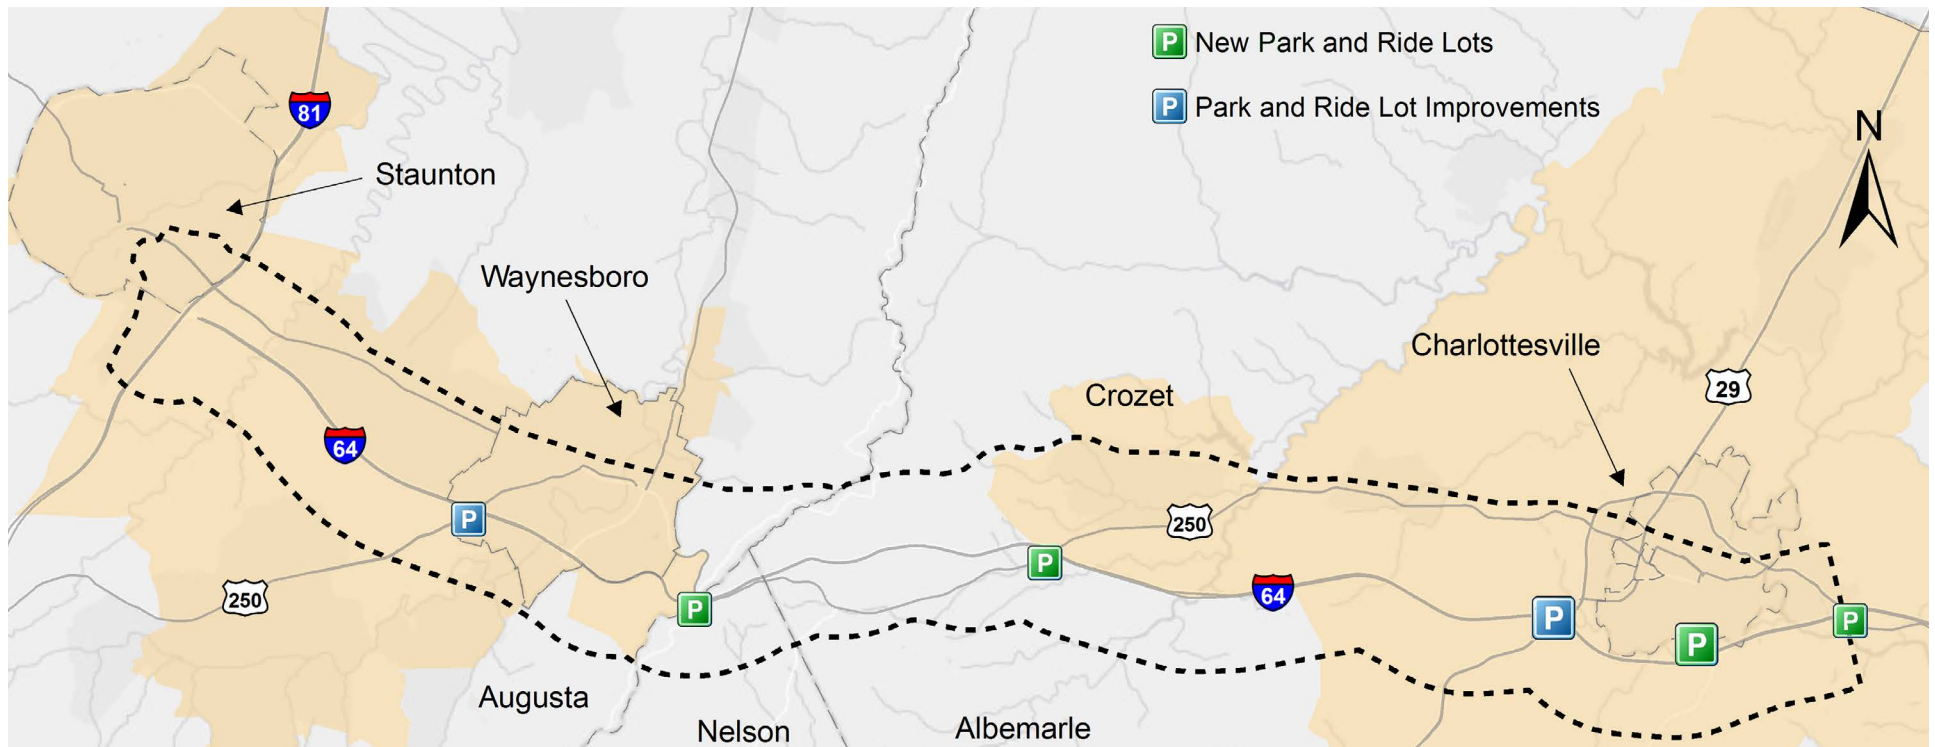 P New Park and Ride Lots
P Park and Ride Lot Improvements
N
81
Staunton
Waynesboro
Charlottesville
29
Crozet
64
P
250
250
P
64
P
P
P
P
Augusta
Nelson
Albemarle